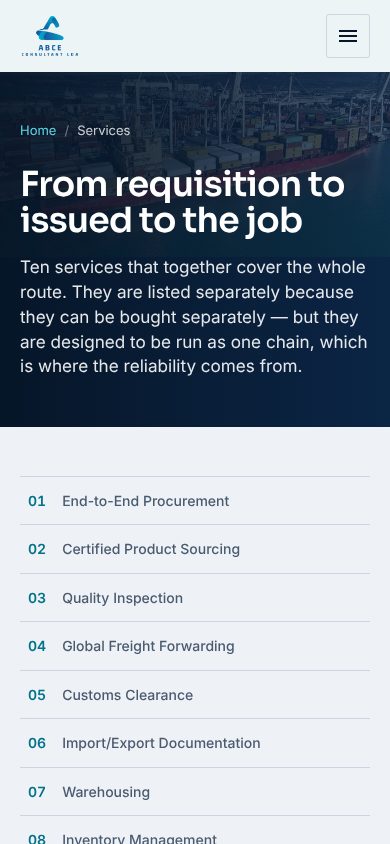 ABCE
CONSULTANT LDA
Home / Services
From requisition to
issued to the job
Ten services that together cover the whole
route. They are listed separately because
they can be bought separately — but they
are designed to be run as one chain, which
is where the reliability comes from.
01 End-to-End Procurement
02 Certified Product Sourcing
03 Quality Inspection
04 Global Freight Forwarding
05 Customs Clearance
06 Import/Export Documentation
07 Warehousing
08 Inventory Management